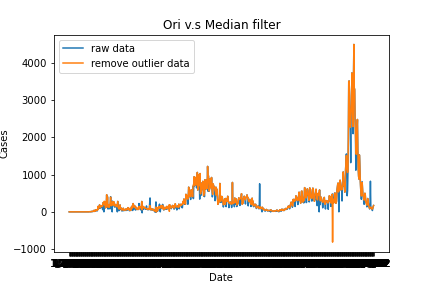 Ori v.s Median filter
raw data
remove outlier data
4000
3000
2000
1000
0
−1000
Cases
Date